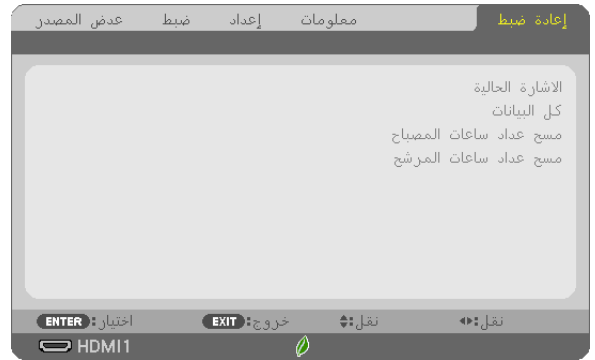 إعادة ضبط معلومات إعداد ضبط عدض المصدر
الاشارة الحالية
كل البيانات
مسح عداد ساعات المصباح
مسح عداد ساعات المرشح
نقل: نقل: خروج: EXIT اختيار: ENTER
HDMI1